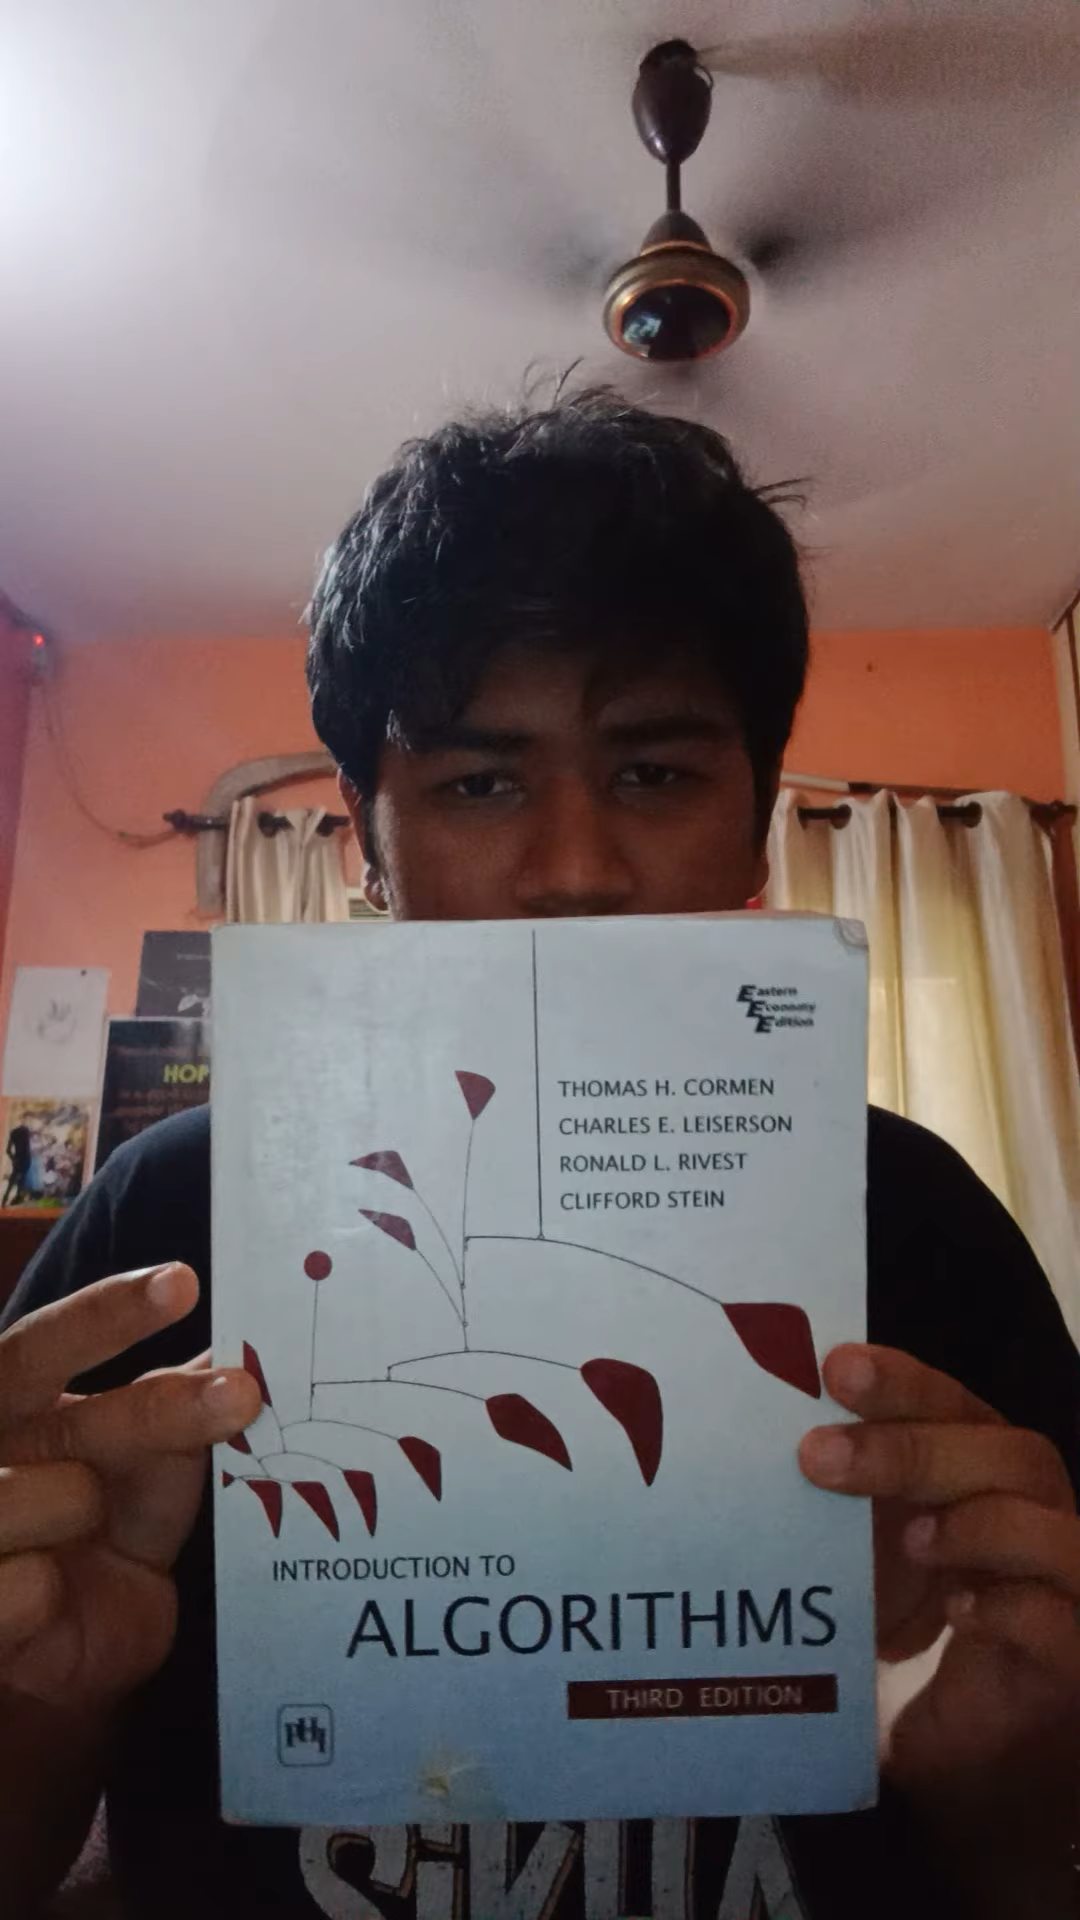 Eastern
Economy
Edition
THOMAS H. CORMEN
CHARLES E. LEISERSON
RONALD L. RIVEST
CLIFFORD STEIN
HOP
INTRODUCTION TO
ALGORITHMS
THIRD EDITION
PHI